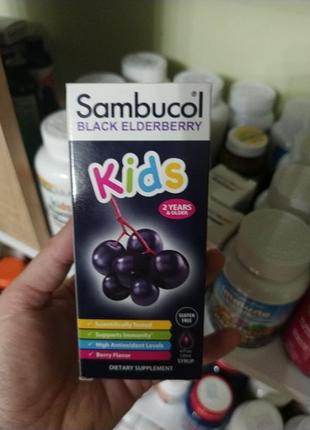 Sambucol®
BLACK ELDERBERRY
Kids
2 YEARS
& OLDER
GLUTEN
FREE
Scientifically Tested
Supports Immunity
High Antioxidant Levels
Berry Flavor
SYRUP
DIETARY SUPPLEMENT